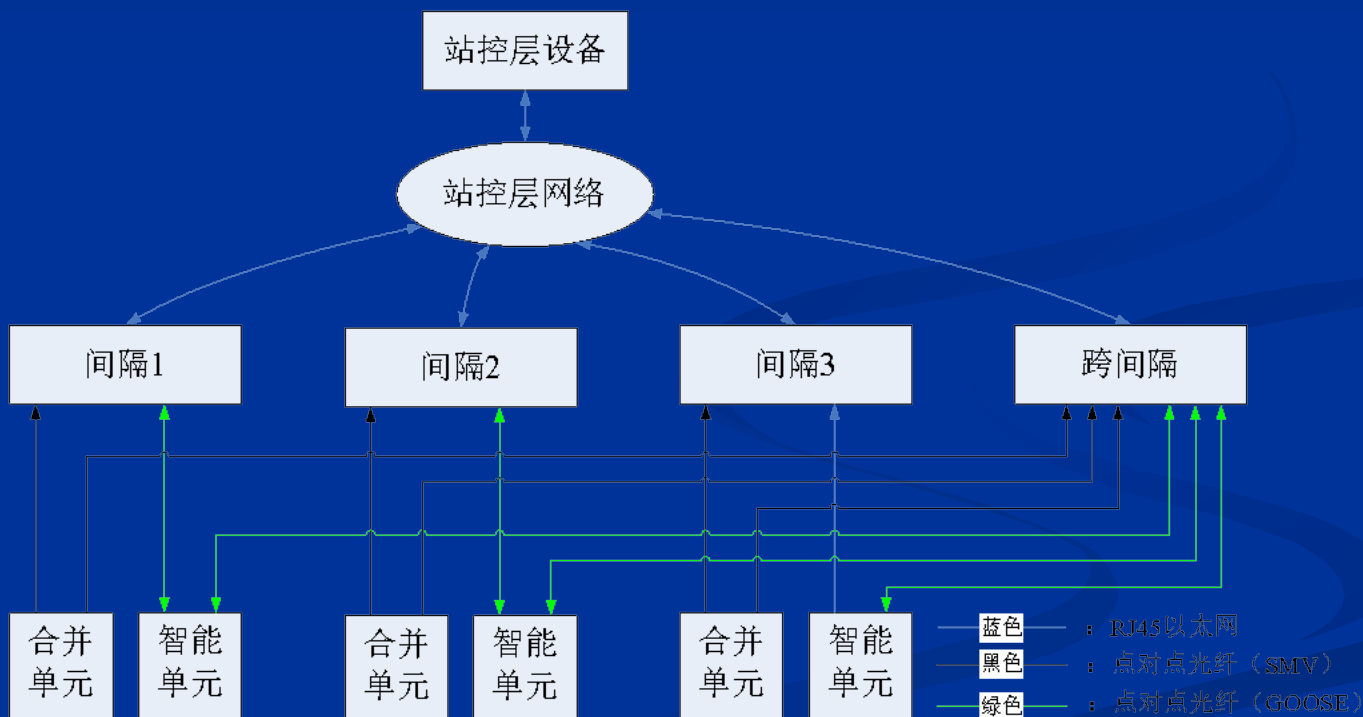 站控层设备
站控层网络
间隔1
间隔2
间隔3
跨间隔
合并
单元
智能
单元
合并
单元
智能
单元
合并
单元
智能
单元
蓝色 : RJ45以太网
黑色 : 点对点光纤（SMV）
绿色 : 点对点光纤（GOOSE）